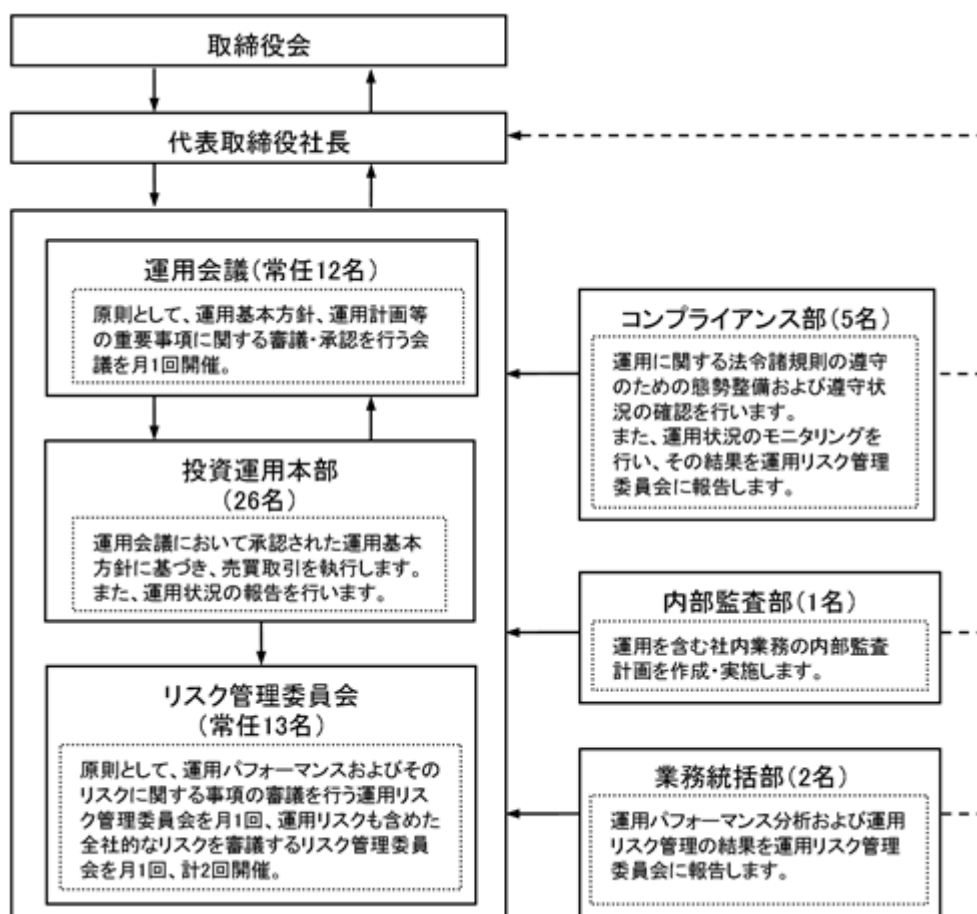 取締役会
代表取締役社長
運用会議(常任12名)
原則として、運用基本方針、運用計画等
の重要事項に関する審議・承認を行う会
議を月1回開催。
投資運用本部
(26名)
運用会議において承認された運用基本
方針に基づき、売買取引を執行します。
また、運用状況の報告を行います。
リスク管理委員会
(常任13名)
原則として、運用パフォーマンスおよびその
リスクに関する事項の審議を行う運用リス
ク管理委員会を月1回、運用リスクも含めた
全社的なリスクを審議するリスク管理委員
会を月1回、計2回開催。
コンプライアンス部(5名)
運用に関する法令諸規則の遵守
のための態勢整備および遵守状
況の確認を行います。
また、運用状況のモニタリングを
行い、その結果を運用リスク管理
委員会に報告します。
内部監査部(1名)
運用を含む社内業務の内部監査
計画を作成・実施します。
業務統括部(2名)
運用パフォーマンス分析および運用
リスク管理の結果を運用リスク管理
委員会に報告します。